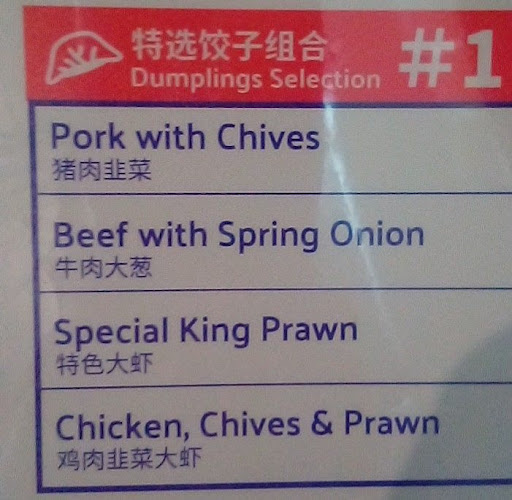 特选饺子组合
Dumplings Selection
#1
Pork with Chives
猪肉韭菜
Beef with Spring Onion
牛肉大葱
Special King Prawn
特色大虾
Chicken, Chives & Prawn
鸡肉韭菜大虾